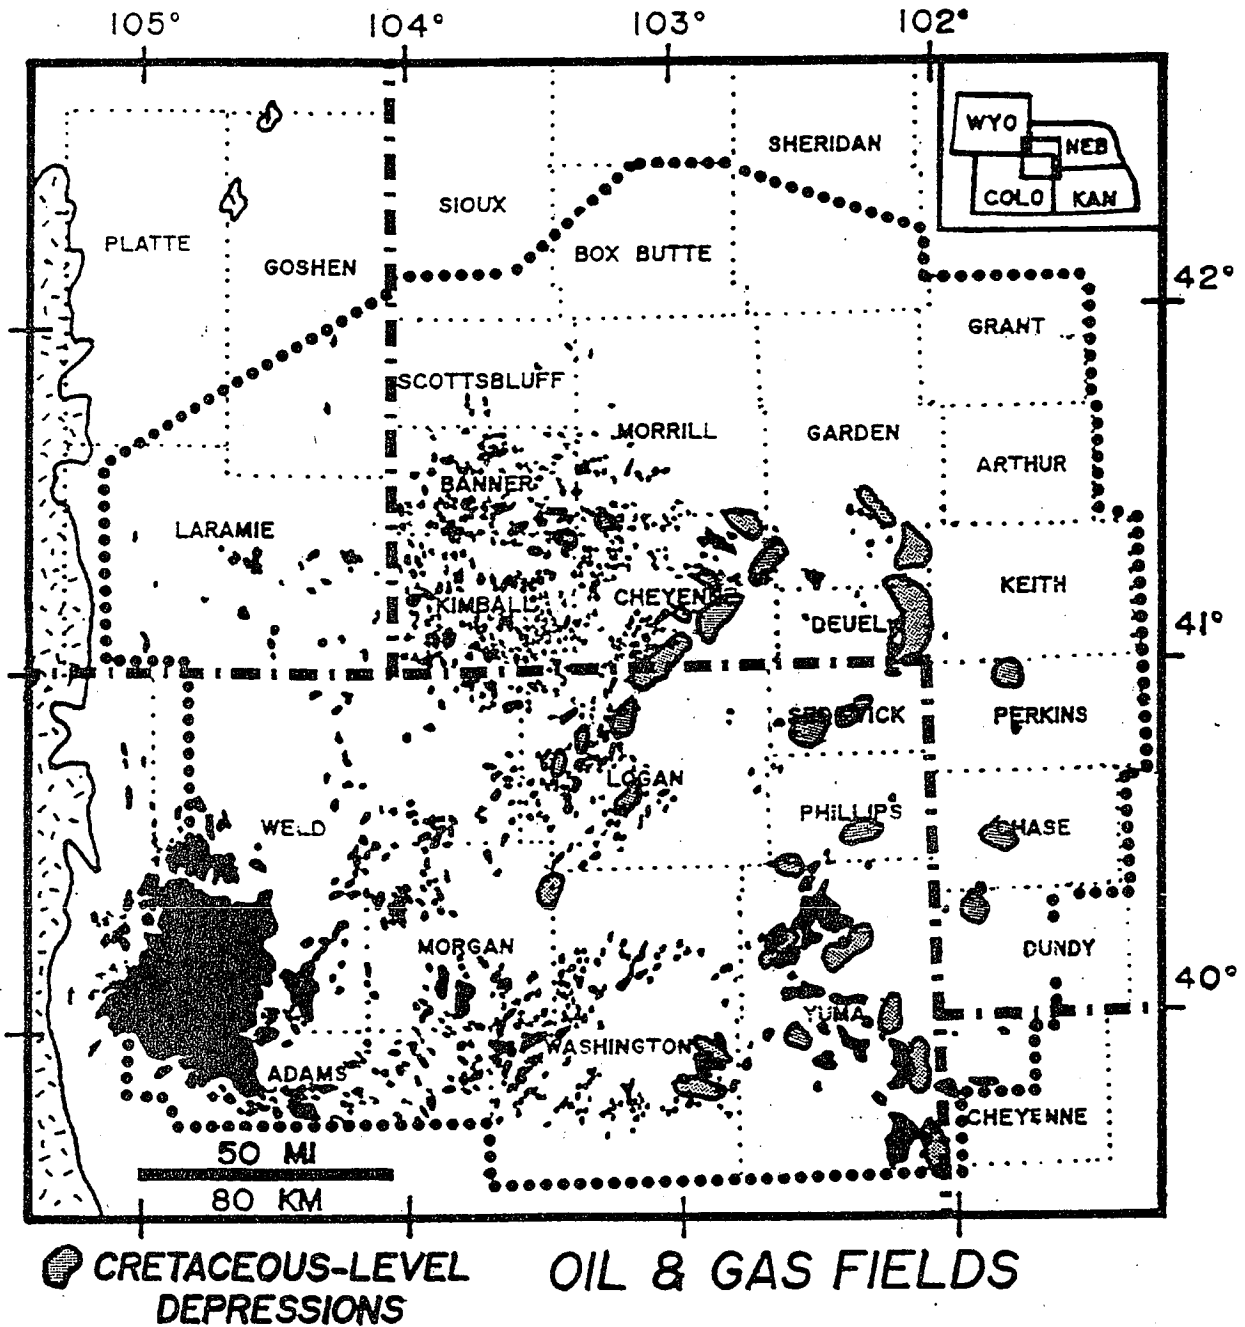 105° 104° 103° 102°
WYO
NEB
COLO KAN
SHERIDAN
SIOUX
PLATTE
BOX BUTTE
GOSHEN
42°
GRANT
SCOTTSBLUFF
MORRILL GARDEN
ARTHUR
BANNER
LARAMIE
KEITH
KIMBALL CHEYENNE
DEUEL 41°
SEDGWICK PERKINS
LOGAN
PHILLIPS
WELD CHASE
MORGAN DUNDY
40°
YUMA
WASHINGTON
ADAMS
CHEYENNE
50 MI
80 KM
CRETACEOUS-LEVEL
DEPRESSIONS
OIL & GAS FIELDS